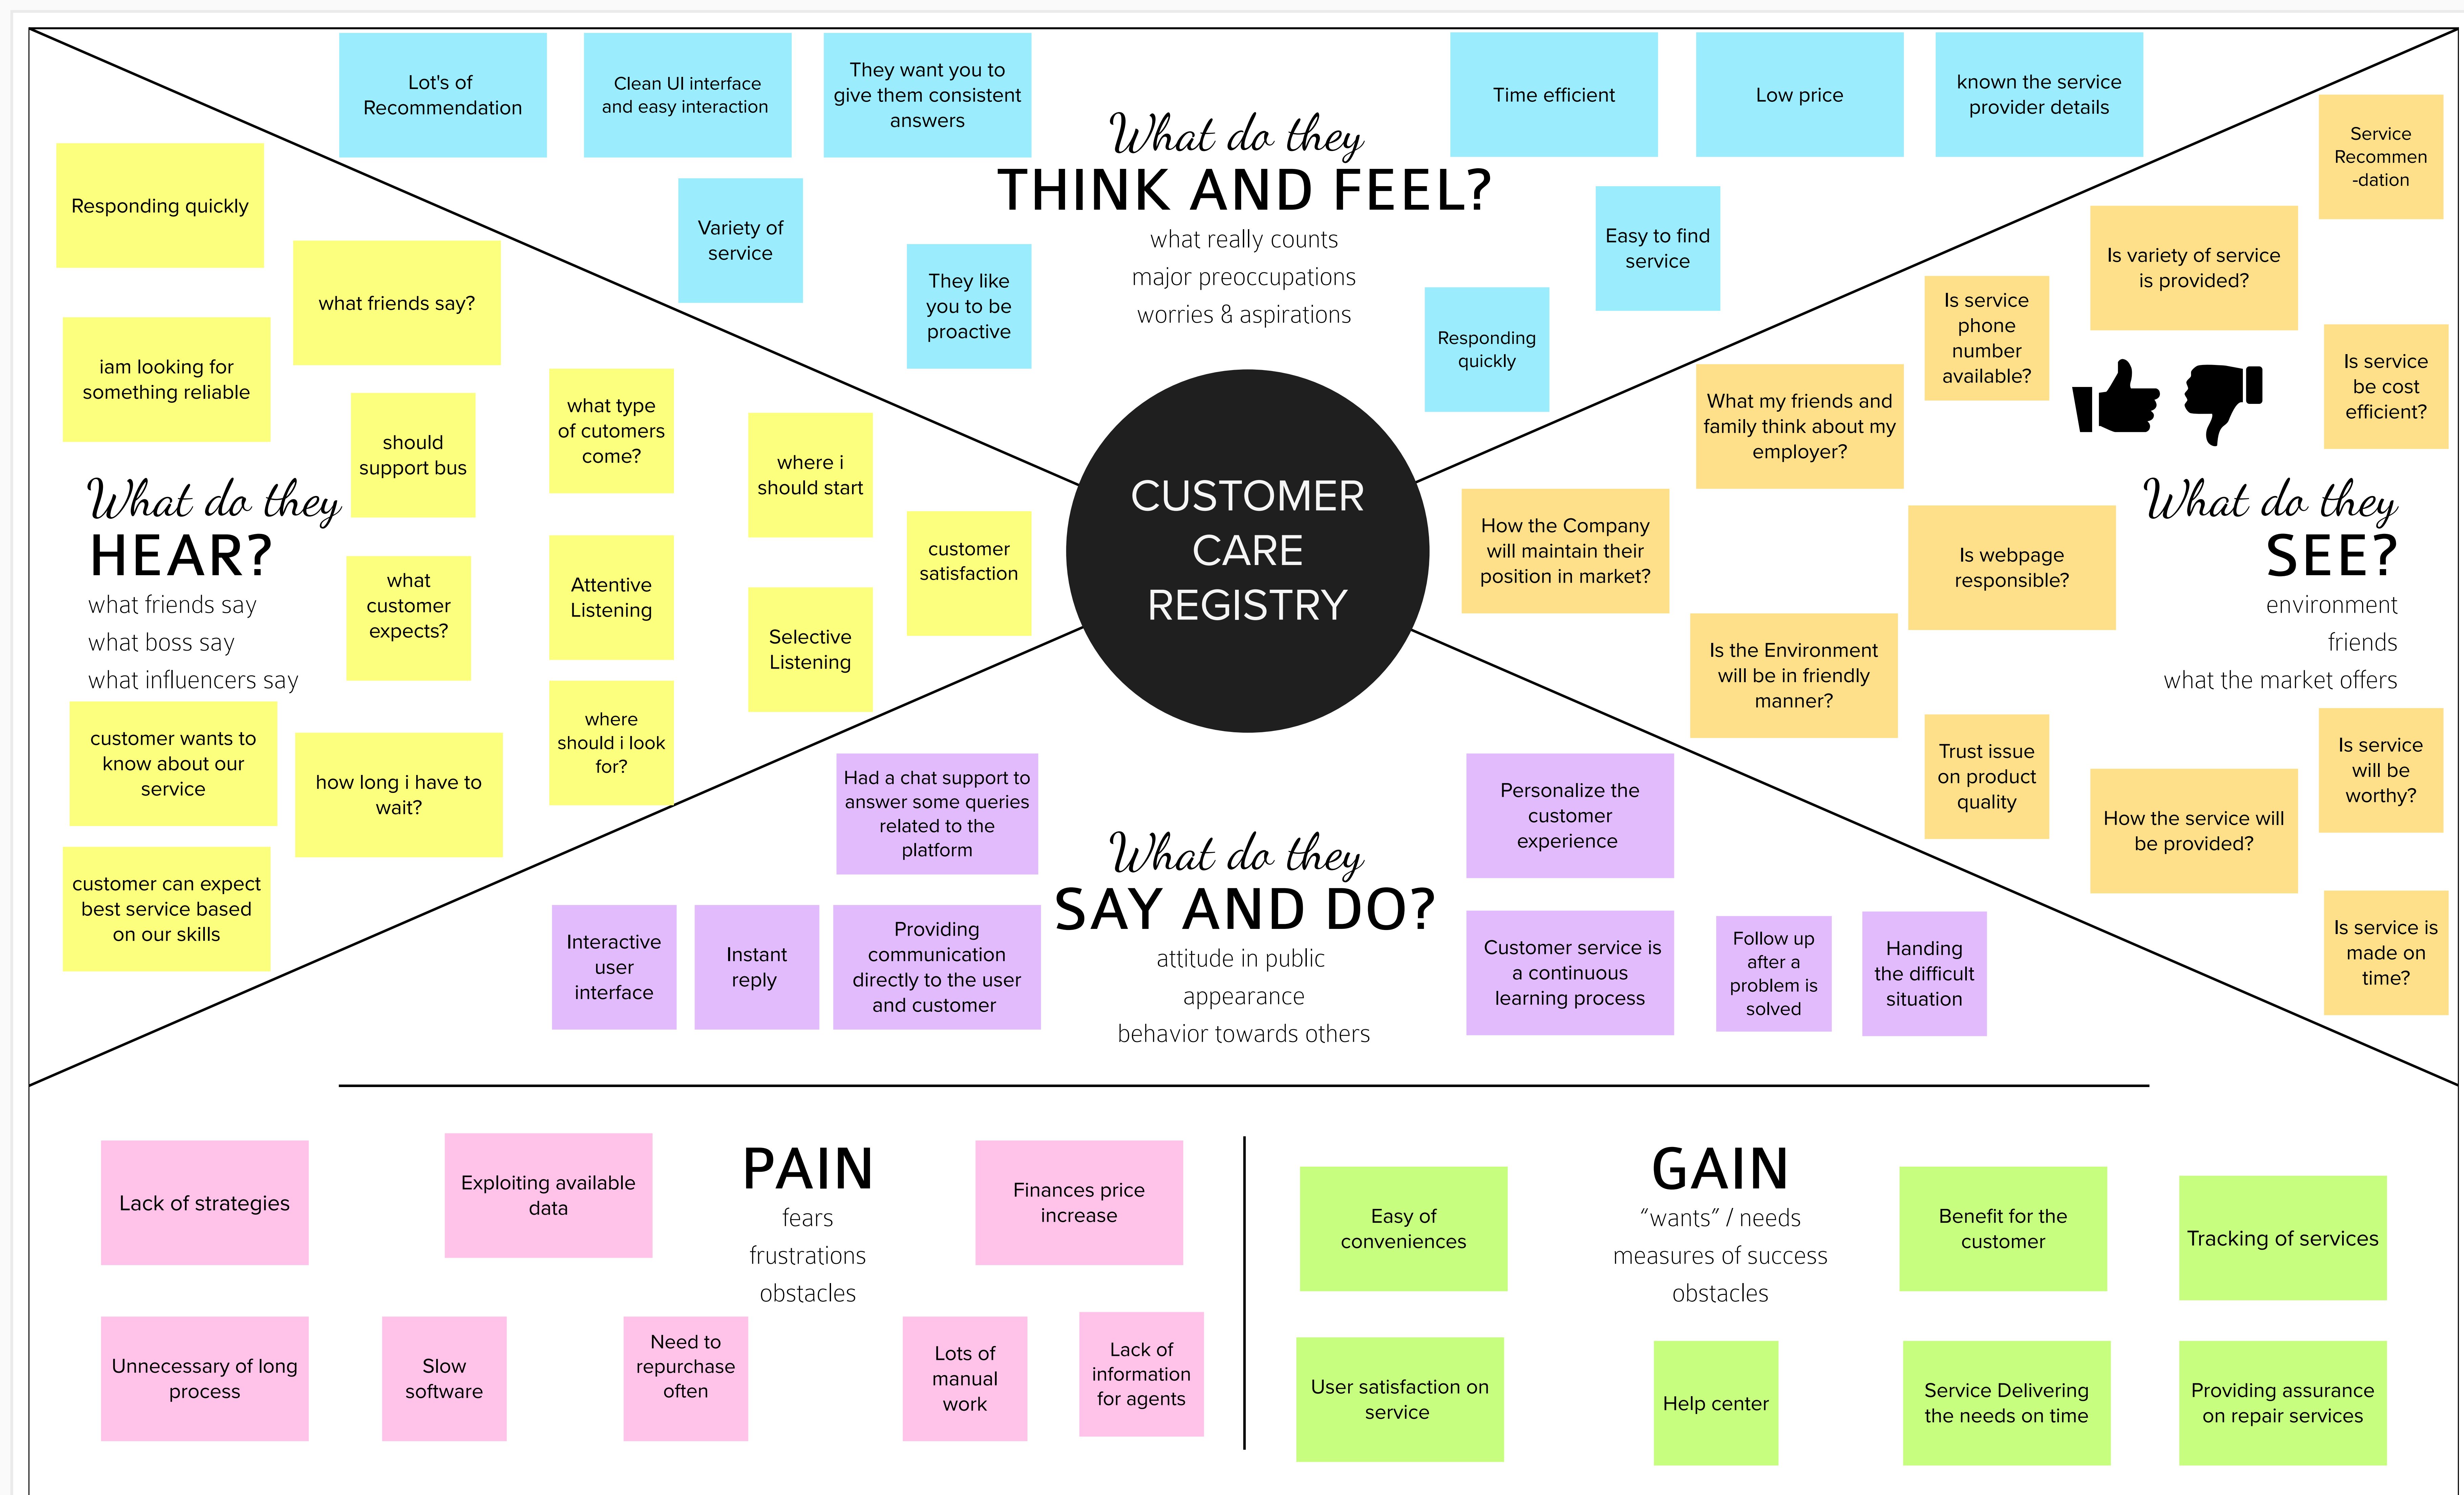 Lot's of
Recommendation
Clean UI interface
and easy interaction
They want you to
give them consistent
answers
Variety of
service
They like
you to be
proactive
What do they
THINK AND FEEL?
what really counts
major preoccupations
worries & aspirations
Time efficient
Low price
known the service
provider details
Easy to find
service
Responding
quickly
Responding quickly
what friends say?
iam looking for
something reliable
should
support bus
what type
of cutomers
come?
where i
should start
customer
satisfaction
What do they
HEAR?
what friends say
what boss say
what influencers say
what
customer
expects?
Attentive
Listening
Selective
Listening
where
should i look
for?
customer wants to
know about our
service
how long i have to
wait?
customer can expect
best service based
on our skills
CUSTOMER
CARE
REGISTRY
Service
Recommen
-dation
Is variety of service
is provided?
Is service
phone
number
available?
Is service
be cost
efficient?
What my friends and
family think about my
employer?
How the Company
will maintain their
position in market?
Is webpage
responsible?
What do they
SEE?
environment
friends
what the market offers
Is the Environment
will be in friendly
manner?
Trust issue
on product
quality
How the service will
be provided?
Is service
will be
worthy?
Is service is
made on
time?
Had a chat support to
answer some queries
related to the
platform
Interactive
user
interface
Instant
reply
Providing
communication
directly to the user
and customer
What do they
SAY AND DO?
attitude in public
appearance
behavior towards others
Personalize the
customer
experience
Customer service is
a continuous
learning process
Follow up
after a
problem is
solved
Handing
the difficult
situation
Lack of strategies
Exploiting available
data
PAIN
fears
frustrations
obstacles
Finances price
increase
Unnecessary of long
process
Slow
software
Need to
repurchase
often
Lots of
manual
work
Lack of
information
for agents
Easy of
conveniences
GAIN
“wants” / needs
measures of success
obstacles
Benefit for the
customer
Tracking of services
User satisfaction on
service
Help center
Service Delivering
the needs on time
Providing assurance
on repair services